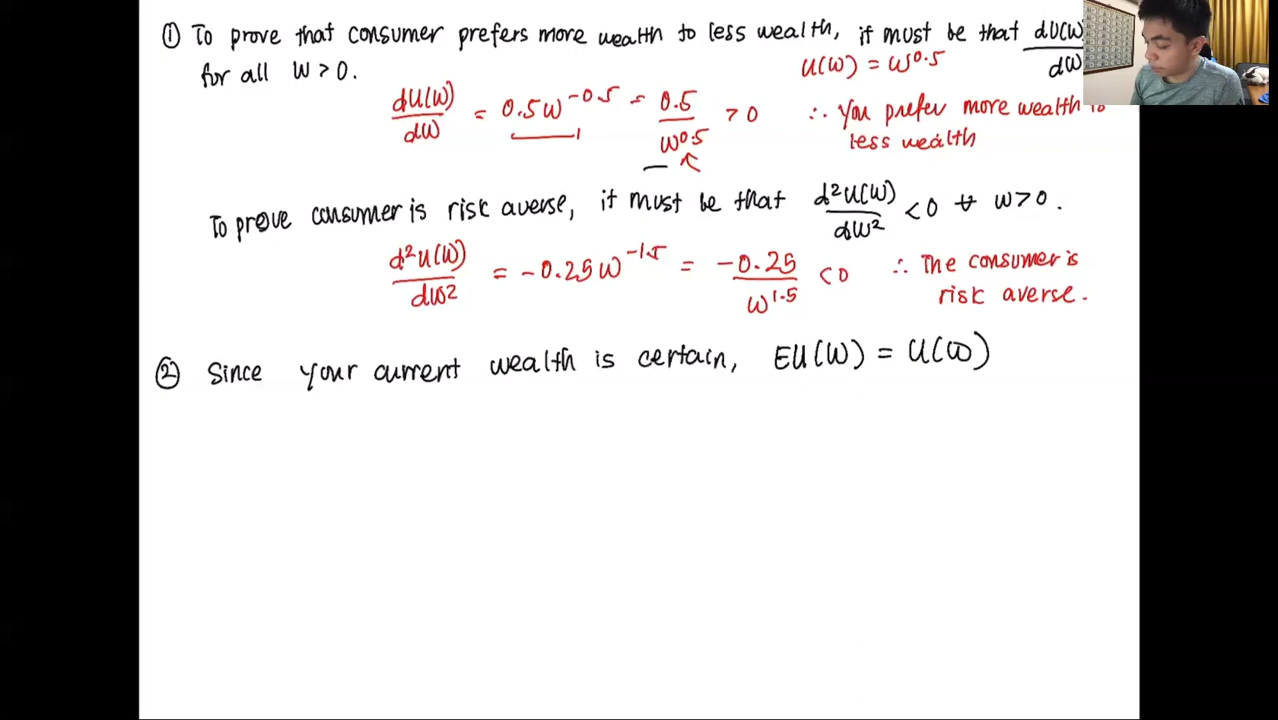 ① To prove that consumer prefers more wealth to less wealth, it must be that dU(W)/dW
for all W > 0.
U(W) = W^0.5
dU(W)/dW = 0.5W^-0.5 = 0.5/W^0.5 > 0 ∴ You prefer more wealth to
less wealth
To prove consumer is risk averse, it must be that d²U(W)/dW² < 0 ∀ W > 0.
d²U(W)/dW² = -0.25W^-1.5 = -0.25/W^1.5 < 0 ∴ The consumer is
risk averse.
② Since your current wealth is certain, EU(W) = U(W)